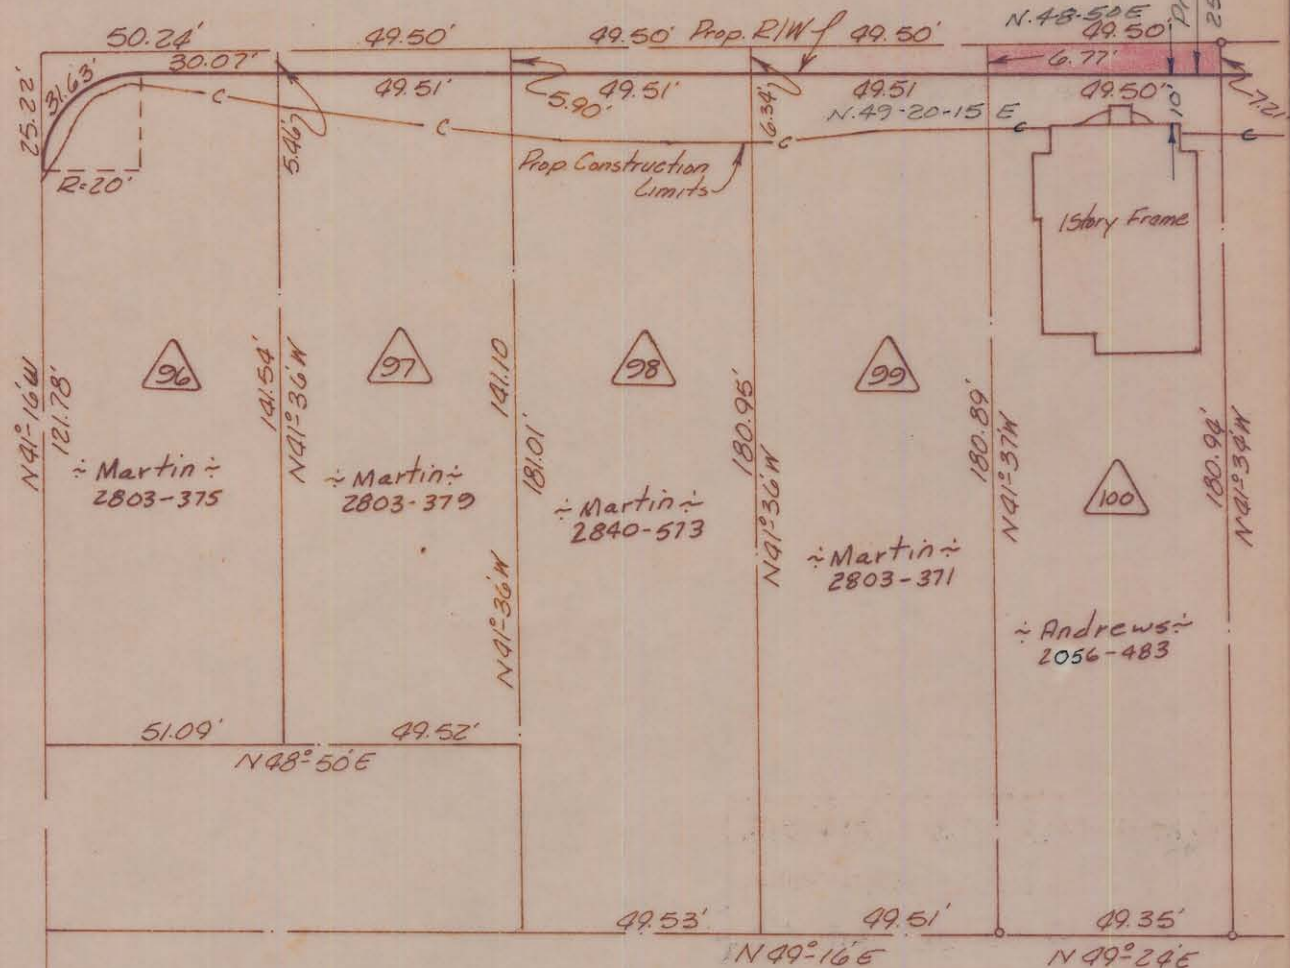 N.48-50E
50.24'
49.50'
49.50'
Prop. R/W
49.50'
49.50'
25
30.07'
6.77'
31.63'
25.22'
49.51'
5.90'
49.51'
6.34'
49.51
49.50'
10'
7.21'
N.49-20-15 E
5.46'
R=20'
C
C
C
C
C
Prop. Construction
Limits
1 Story Frame
96
97
98
99
100
N41°-16'W
121.78'
141.54'
N41°-36'W
141.10
181.01'
N41°-36'W
180.95'
N41°36'W
180.89'
N41°-37'W
180.94'
N41°-34'W
÷ Martin ÷
2803-375
÷ Martin ÷
2803-379
÷ Martin ÷
2840-573
÷ Martin ÷
2803-371
÷ Andrews ÷
2056-483
51.09'
49.52'
N48°-50'E
49.53'
49.51'
49.35'
N49°-16'E
N49°-24'E